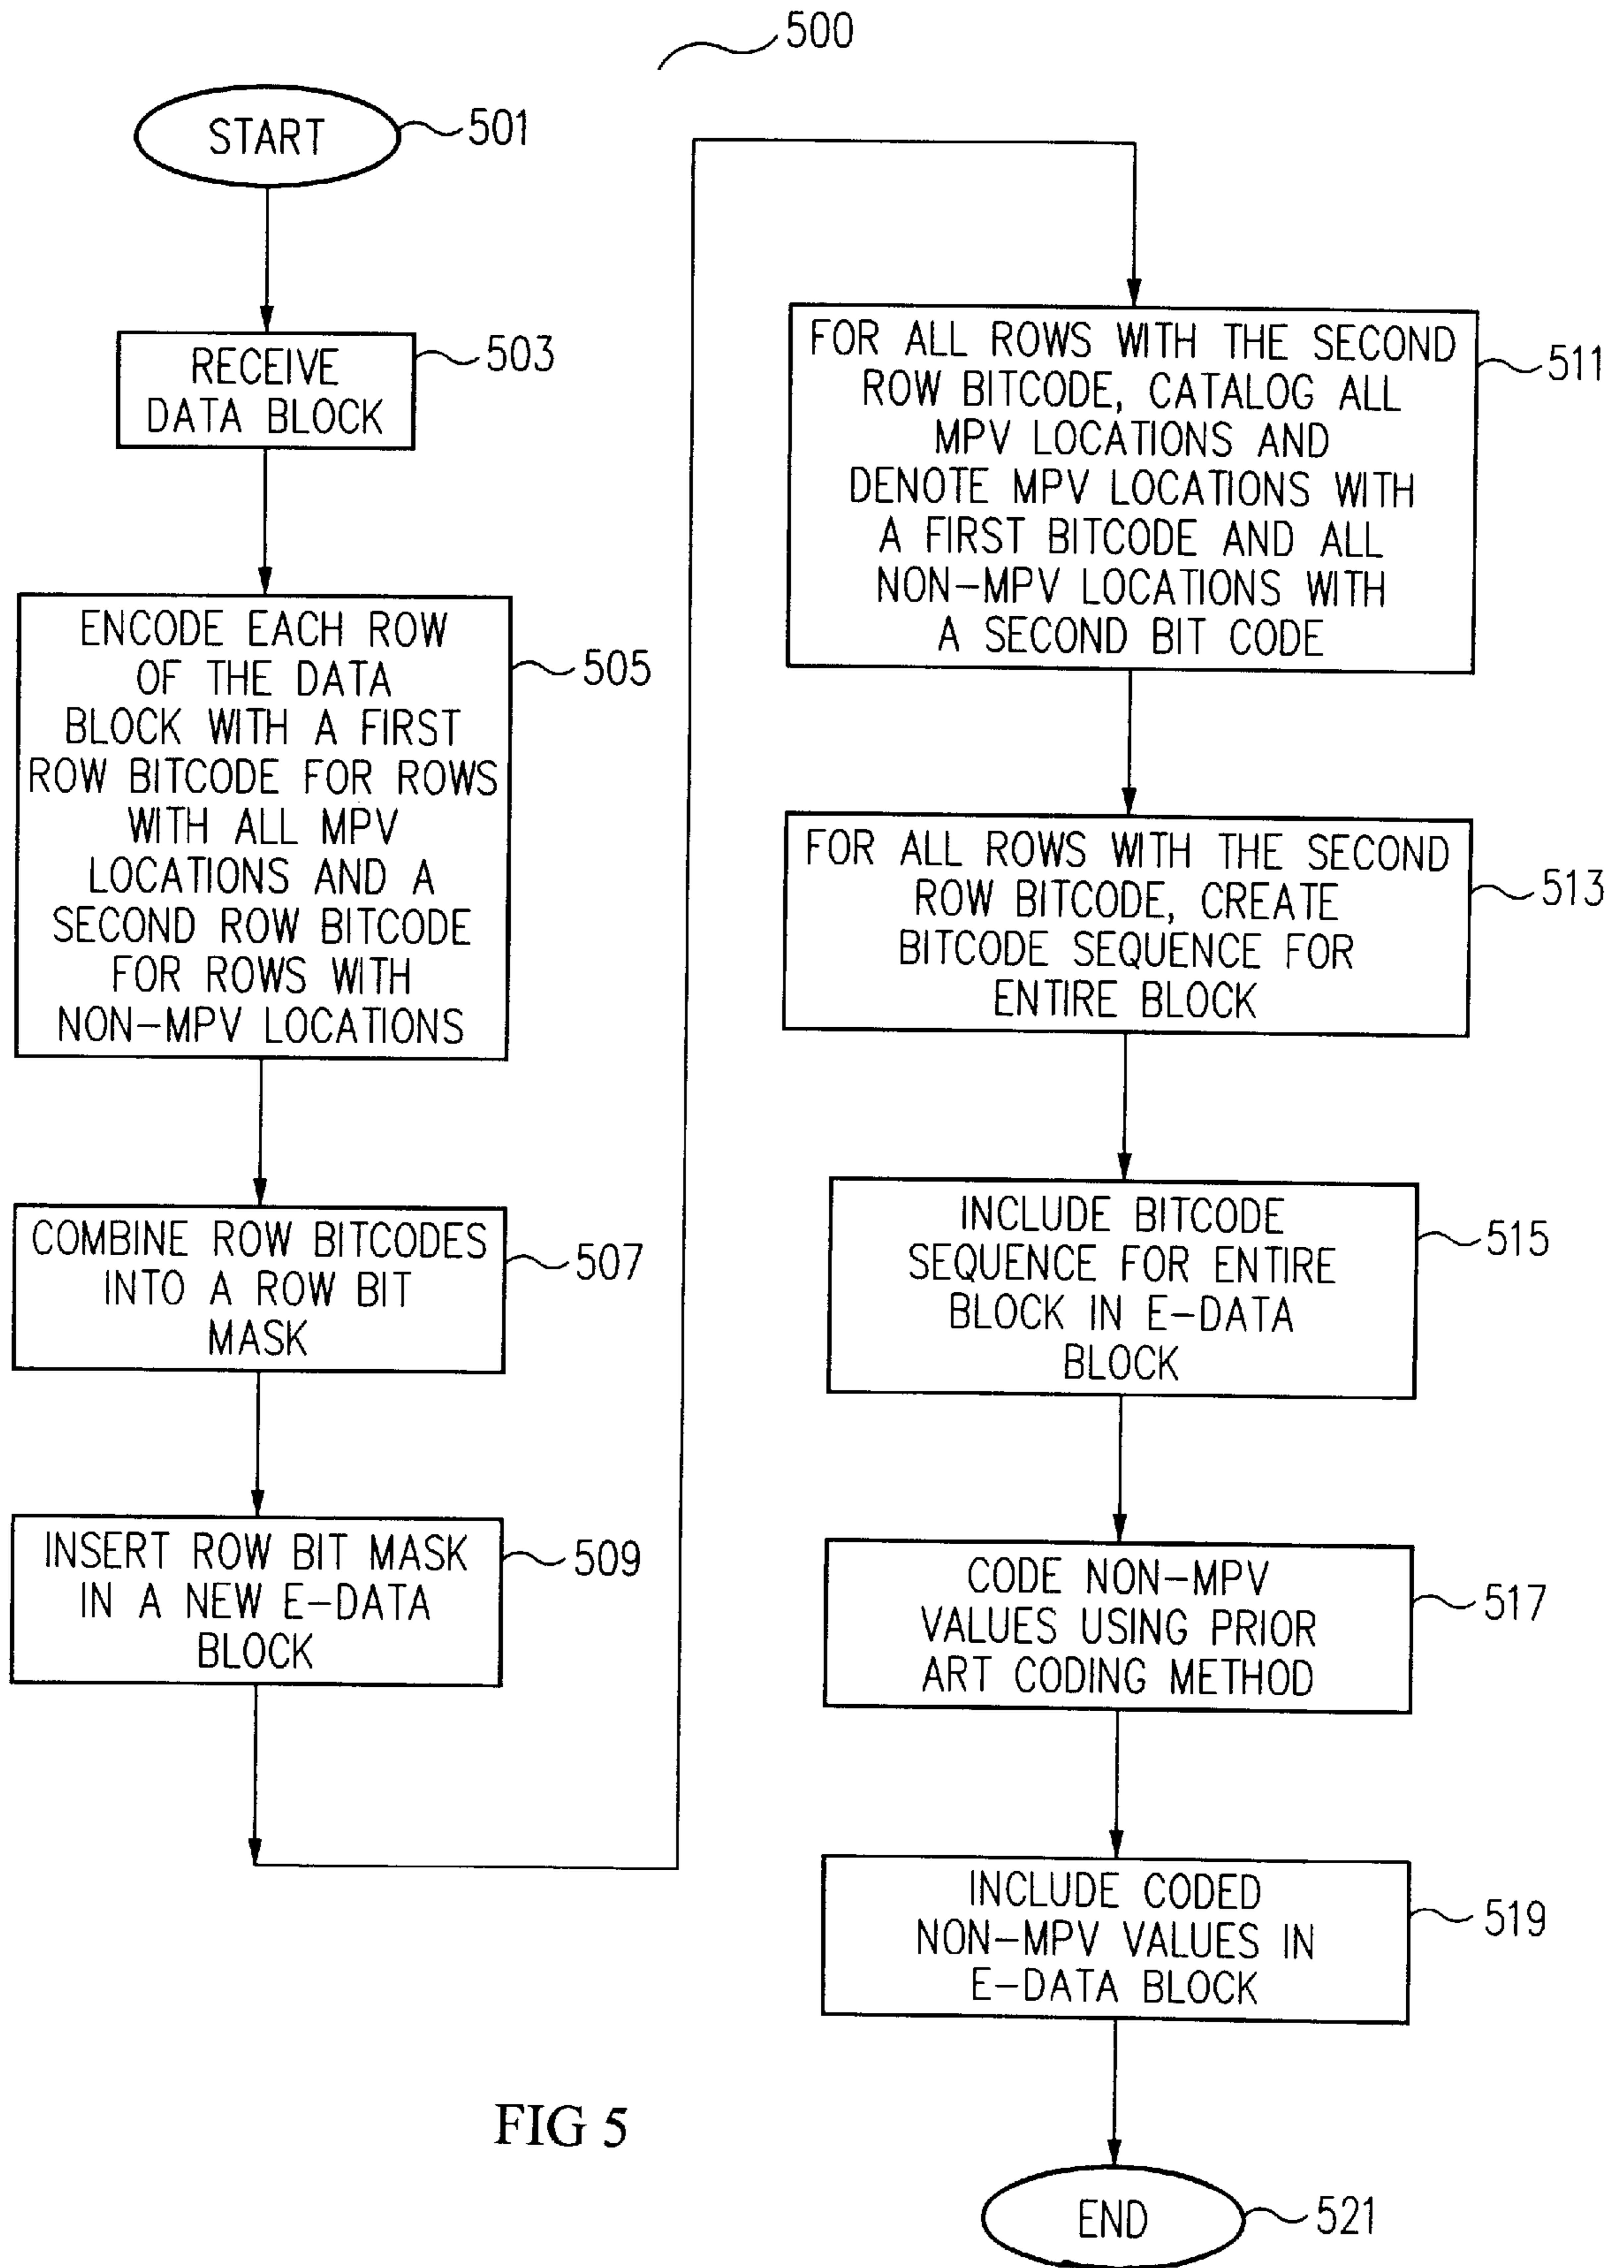 500
START
501
RECEIVE
DATA BLOCK
503
ENCODE EACH ROW
OF THE DATA
BLOCK WITH A FIRST
ROW BITCODE FOR ROWS
WITH ALL MPV
LOCATIONS AND A
SECOND ROW BITCODE
FOR ROWS WITH
NON-MPV LOCATIONS
505
COMBINE ROW BITCODES
INTO A ROW BIT
MASK
507
INSERT ROW BIT MASK
IN A NEW E-DATA
BLOCK
509
FOR ALL ROWS WITH THE SECOND
ROW BITCODE, CATALOG ALL
MPV LOCATIONS AND
DENOTE MPV LOCATIONS WITH
A FIRST BITCODE AND ALL
NON-MPV LOCATIONS WITH
A SECOND BIT CODE
511
FOR ALL ROWS WITH THE SECOND
ROW BITCODE, CREATE
BITCODE SEQUENCE FOR
ENTIRE BLOCK
513
INCLUDE BITCODE
SEQUENCE FOR ENTIRE
BLOCK IN E-DATA
BLOCK
515
CODE NON-MPV
VALUES USING PRIOR
ART CODING METHOD
517
INCLUDE CODED
NON-MPV VALUES IN
E-DATA BLOCK
519
END
521
FIG 5